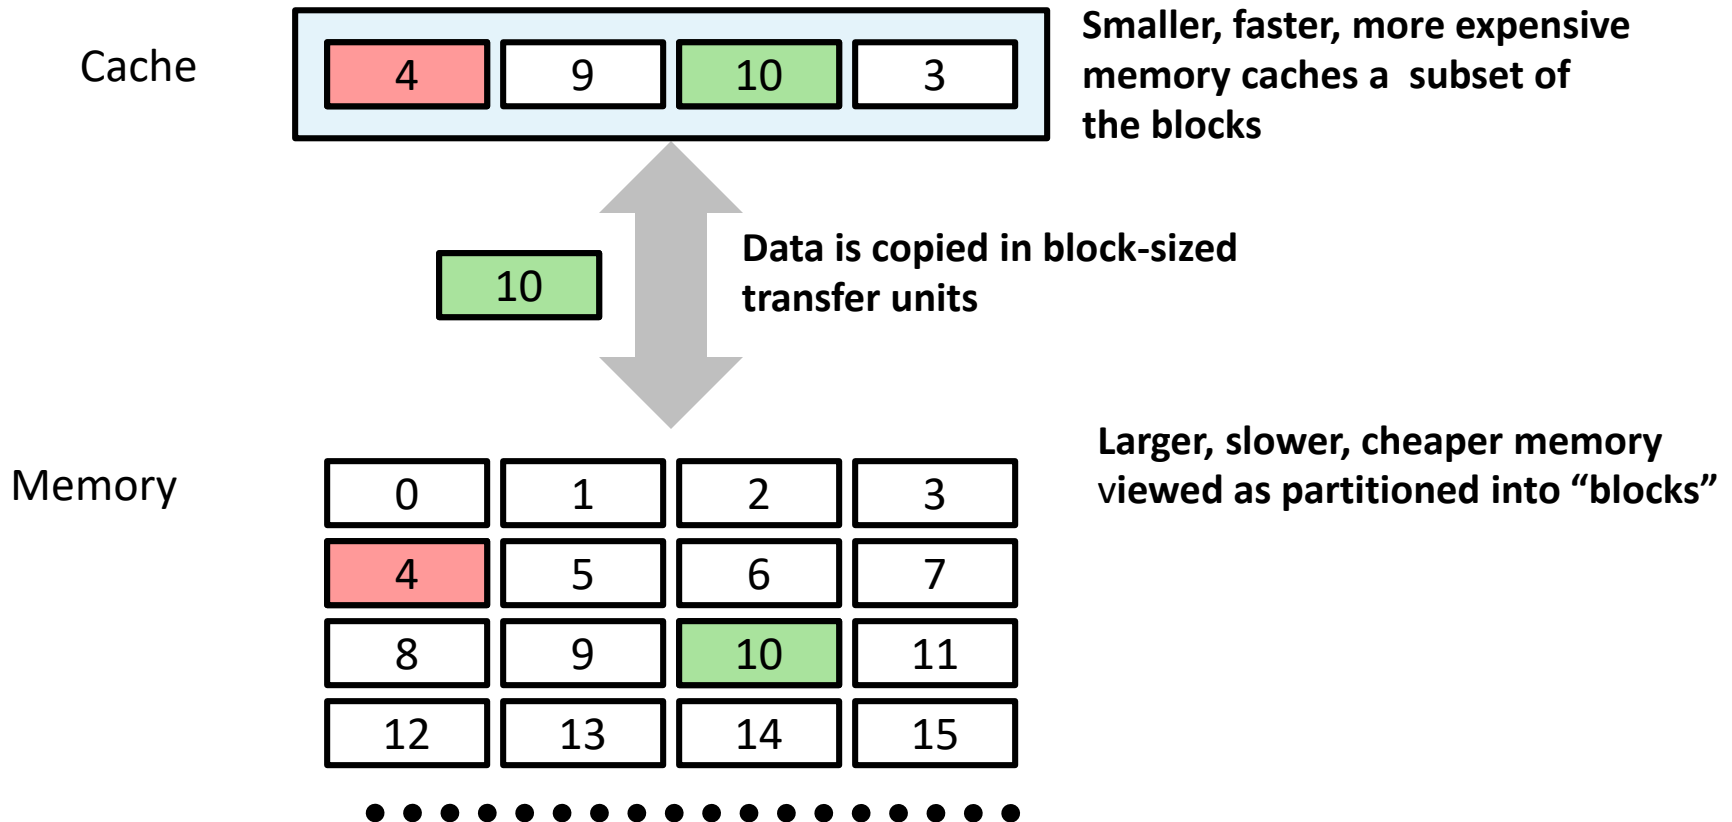 Cache
4 9 10 3
Smaller, faster, more expensive
memory caches a subset of
the blocks
10
Data is copied in block-sized
transfer units
Memory
Larger, slower, cheaper memory
viewed as partitioned into “blocks”
0 1 2 3
4 5 6 7
8 9 10 11
12 13 14 15